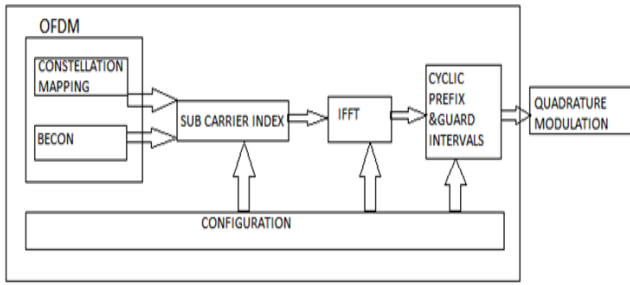 OFDM
CONSTELLATION
MAPPING
BECON
SUB CARRIER INDEX
IFFT
CYCLIC
PREFIX
&GUARD
INTERVALS
QUADRATURE
MODULATION
CONFIGURATION